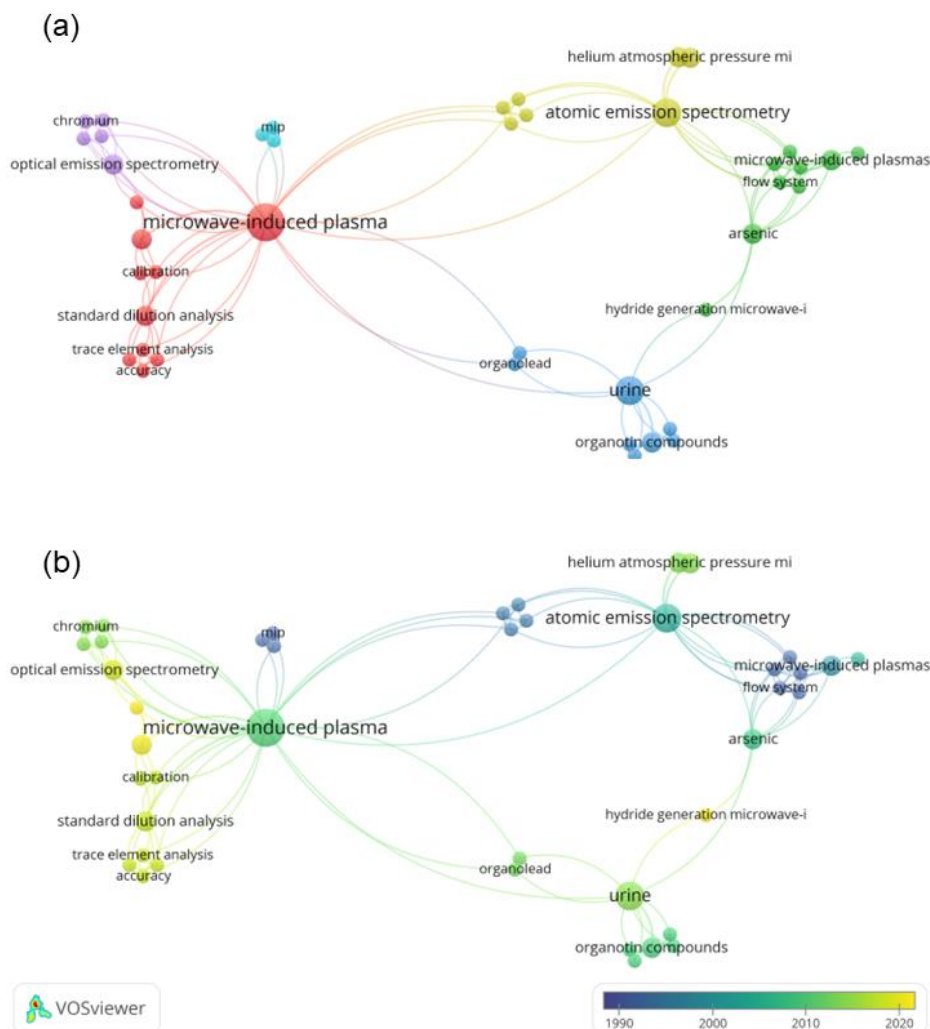 (a)
helium atmospheric pressure mi
atomic emission spectrometry
chromium
mip
optical emission spectrometry
microwave-induced plasmas
flow system
microwave-induced plasma
arsenic
calibration
standard dilution analysis
hydride generation microwave-i
trace element analysis
accuracy
organolead
urine
organotin compounds
(b)
helium atmospheric pressure mi
atomic emission spectrometry
chromium
mip
optical emission spectrometry
microwave-induced plasmas
flow system
microwave-induced plasma
arsenic
calibration
standard dilution analysis
hydride generation microwave-i
trace element analysis
accuracy
organolead
urine
organotin compounds
VOSviewer
1990 2000 2010 2020